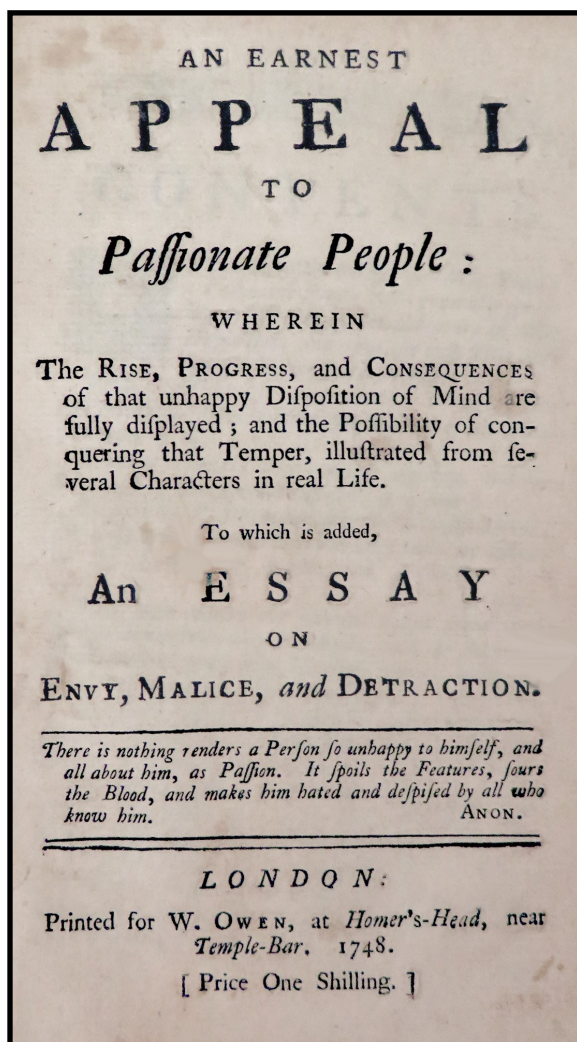 AN EARNEST
APPEAL
TO
Paſſionate People:
WHEREIN
The RISE, PROGRESS, and CONSEQUENCES
of that unhappy Diſpoſition of Mind are
fully diſplayed; and the Poſſibility of con-
quering that Temper, illuſtrated from ſe-
veral Characters in real Life.
To which is added,
An ESSAY
ON
ENVY, MALICE, and DETRACTION.
There is nothing renders a Perſon ſo unhappy to himſelf, and
all about him, as Paſſion. It ſpoils the Features, ſours
the Blood, and makes him hated and deſpiſed by all who
know him. ANON.
LONDON:
Printed for W. OWEN, at Homer's-Head, near
Temple-Bar. 1748.
[ Price One Shilling. ]